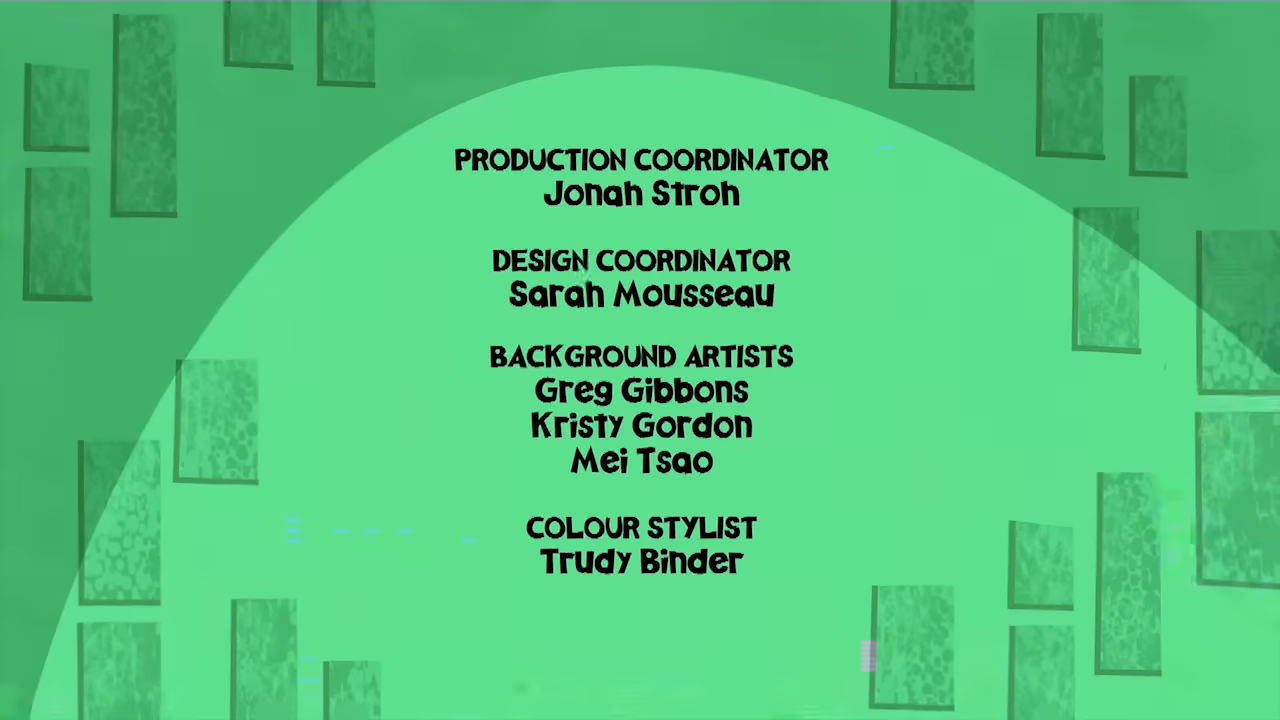 PRODUCTION COORDINATOR
Jonah Stroh
DESIGN COORDINATOR
Sarah Mousseau
BACKGROUND ARTISTS
Greg Gibbons
Kristy Gordon
Mei Tsao
COLOUR STYLIST
Trudy Binder